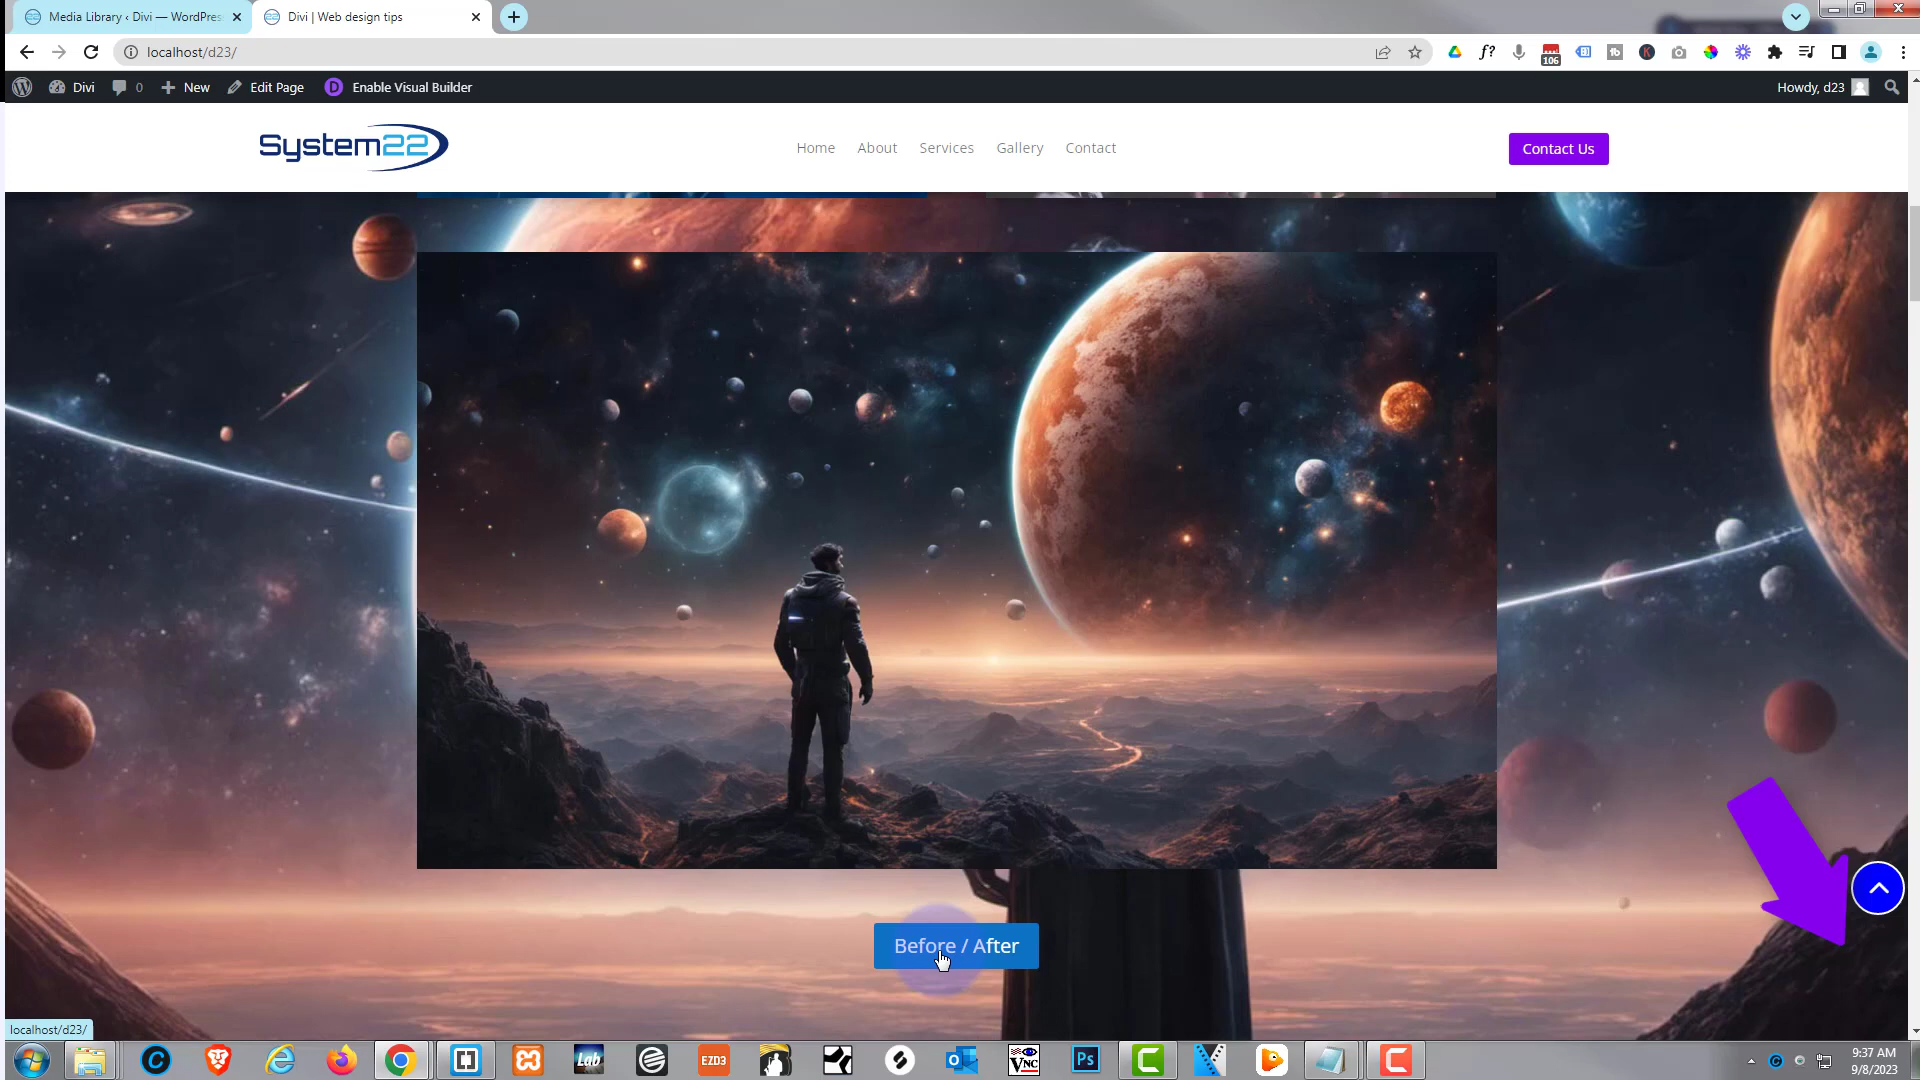 Media Library ‹ Divi — WordPres
Divi | Web design tips
localhost/d23/
f?
106
Divi
0
New
Edit Page
D
Enable Visual Builder
Howdy, d23
System22
Home
About
Services
Gallery
Contact
Contact Us
Before / After
localhost/d23/
Lab
EZD3
VNC
Ps
9:37 AM
9/8/2023